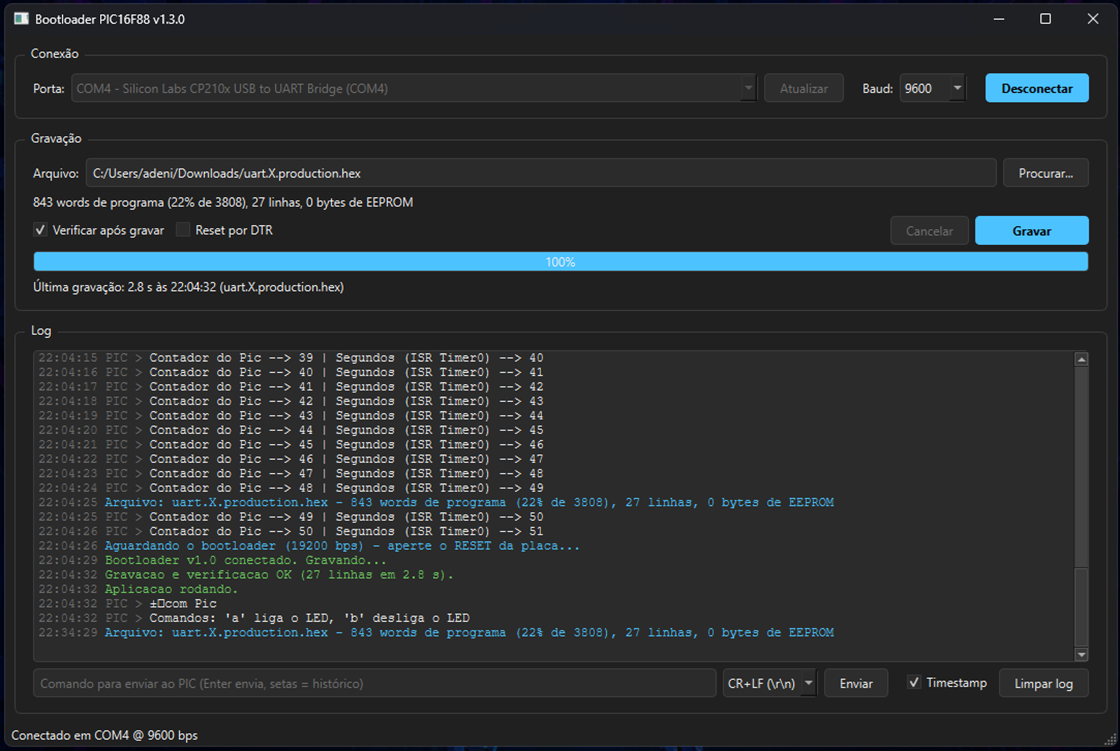 Bootloader PIC16F88 v1.3.0
Conexão
Porta: COM4 - Silicon Labs CP210x USB to UART Bridge (COM4) Atualizar Baud: 9600 Desconectar
Gravação
Arquivo: C:/Users/adeni/Downloads/uart.X.production.hex Procurar...
843 words de programa (22% de 3808), 27 linhas, 0 bytes de EEPROM
Verificar após gravar Reset por DTR Cancelar Gravar
100%
Última gravação: 2.8 s às 22:04:32 (uart.X.production.hex)
Log
22:04:15 PIC > Contador do Pic --> 39 | Segundos (ISR Timer0) --> 40
22:04:16 PIC > Contador do Pic --> 40 | Segundos (ISR Timer0) --> 41
22:04:17 PIC > Contador do Pic --> 41 | Segundos (ISR Timer0) --> 42
22:04:18 PIC > Contador do Pic --> 42 | Segundos (ISR Timer0) --> 43
22:04:19 PIC > Contador do Pic --> 43 | Segundos (ISR Timer0) --> 44
22:04:20 PIC > Contador do Pic --> 44 | Segundos (ISR Timer0) --> 45
22:04:21 PIC > Contador do Pic --> 45 | Segundos (ISR Timer0) --> 46
22:04:22 PIC > Contador do Pic --> 46 | Segundos (ISR Timer0) --> 47
22:04:23 PIC > Contador do Pic --> 47 | Segundos (ISR Timer0) --> 48
22:04:24 PIC > Contador do Pic --> 48 | Segundos (ISR Timer0) --> 49
22:04:25 Arquivo: uart.X.production.hex - 843 words de programa (22% de 3808), 27 linhas, 0 bytes de EEPROM
22:04:25 PIC > Contador do Pic --> 49 | Segundos (ISR Timer0) --> 50
22:04:26 PIC > Contador do Pic --> 50 | Segundos (ISR Timer0) --> 51
22:04:26 Aguardando o bootloader (19200 bps) - aperte o RESET da placa...
22:04:29 Bootloader v1.0 conectado. Gravando...
22:04:32 Gravacao e verificacao OK (27 linhas em 2.8 s).
22:04:32 Aplicacao rodando.
22:04:32 PIC > ±□com Pic
22:04:32 PIC > Comandos: 'a' liga o LED, 'b' desliga o LED
22:34:29 Arquivo: uart.X.production.hex - 843 words de programa (22% de 3808), 27 linhas, 0 bytes de EEPROM
Comando para enviar ao PIC (Enter envia, setas = histórico) CR+LF (\r\n) Enviar Timestamp Limpar log
Conectado em COM4 @ 9600 bps